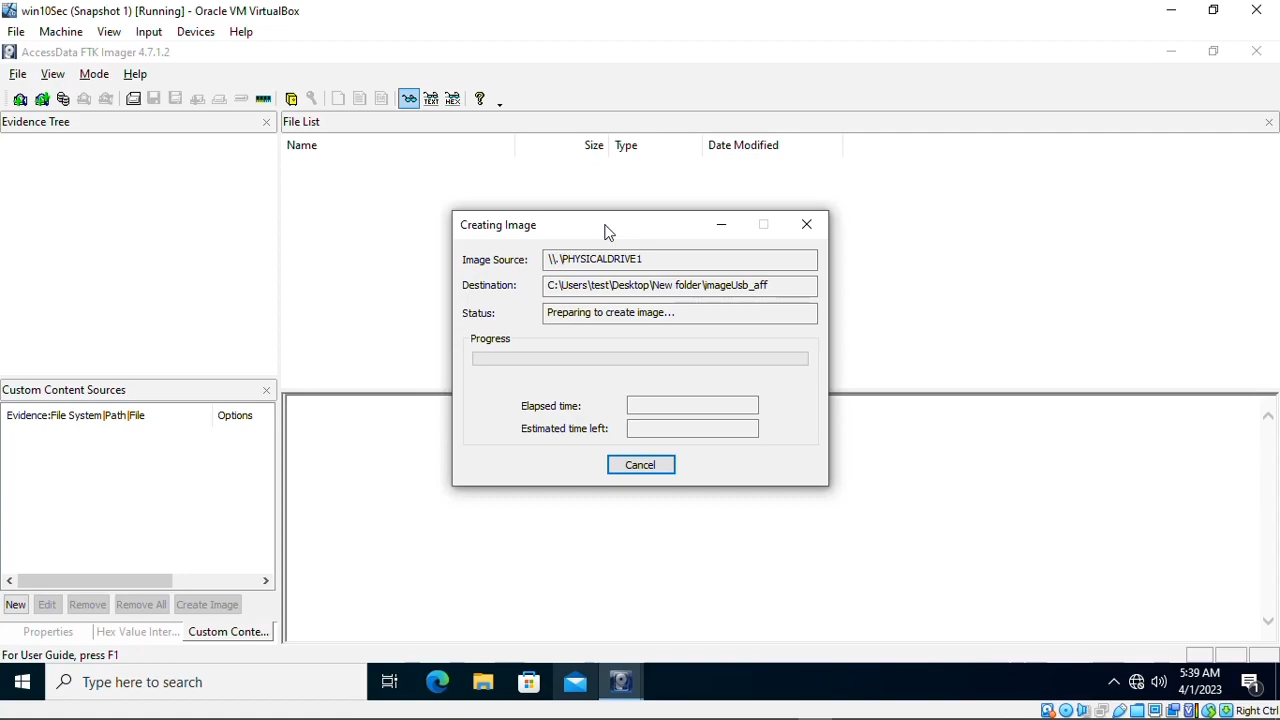 win10Sec (Snapshot 1) [Running] - Oracle VM VirtualBox
File Machine View Input Devices Help
AccessData FTK Imager 4.7.1.2
File View Mode Help
TEXT HEX
Evidence Tree
File List
Name Size Type Date Modified
Creating Image
Image Source: \\.\PHYSICALDRIVE1
Destination: C:\Users\test\Desktop\New folder\imageUsb_aff
Status: Preparing to create image...
Progress
Elapsed time:
Estimated time left:
Cancel
Custom Content Sources
Evidence:File System|Path|File Options
New Edit Remove Remove All Create Image
Properties Hex Value Inter... Custom Conte...
For User Guide, press F1
Type here to search
5:39 AM
4/1/2023
1
Right Ctrl